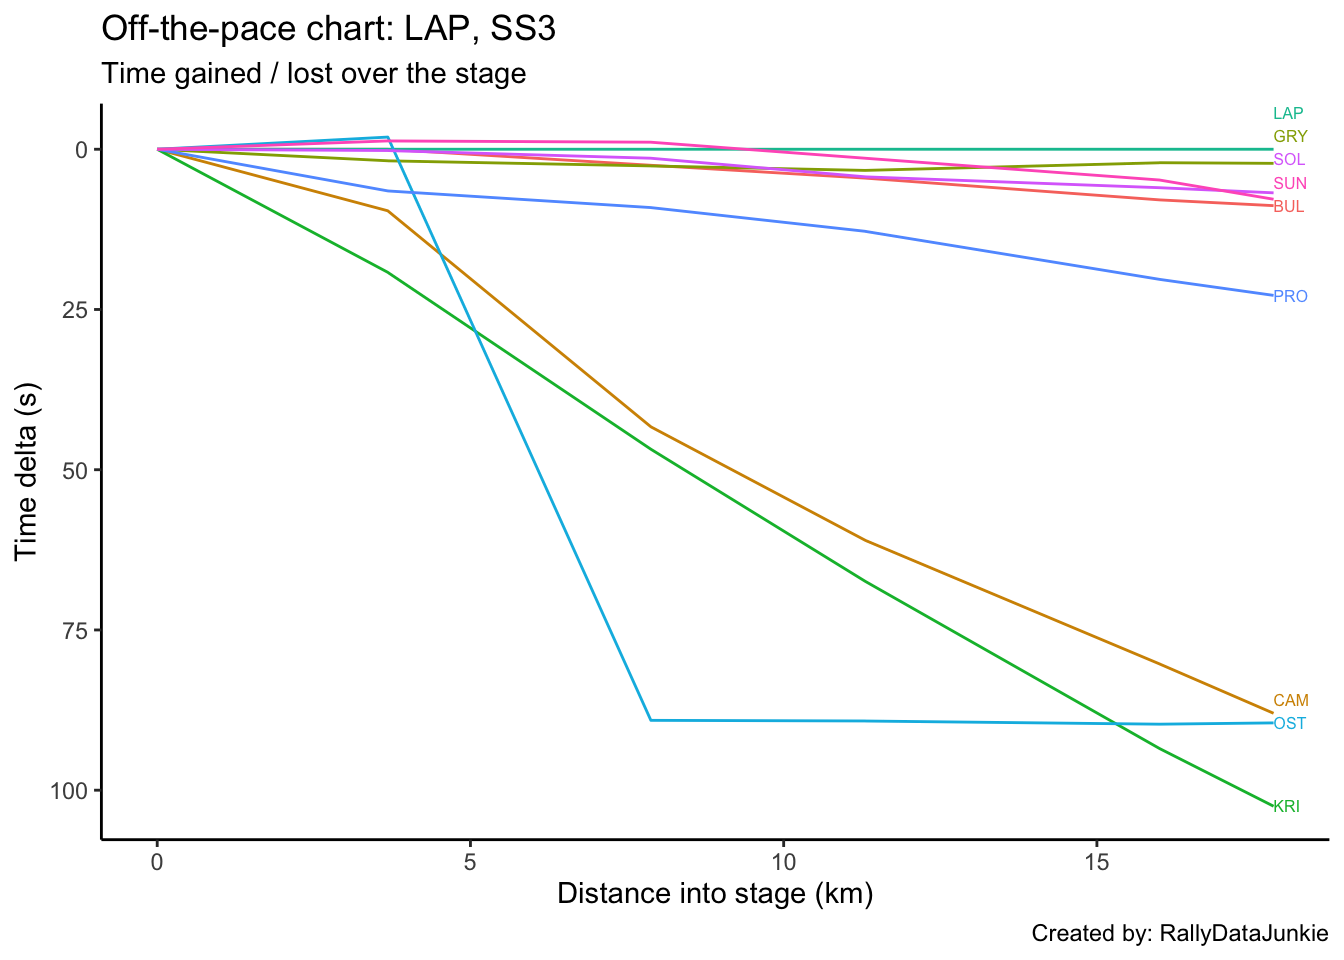 Off-the-pace chart: LAP, SS3
Time gained / lost over the stage
LAP
GRY
SOL
SUN
BUL
PRO
CAM
OST
KRI
0
25
50
75
100
Time delta (s)
0 5 10 15
Distance into stage (km)
Created by: RallyDataJunkie